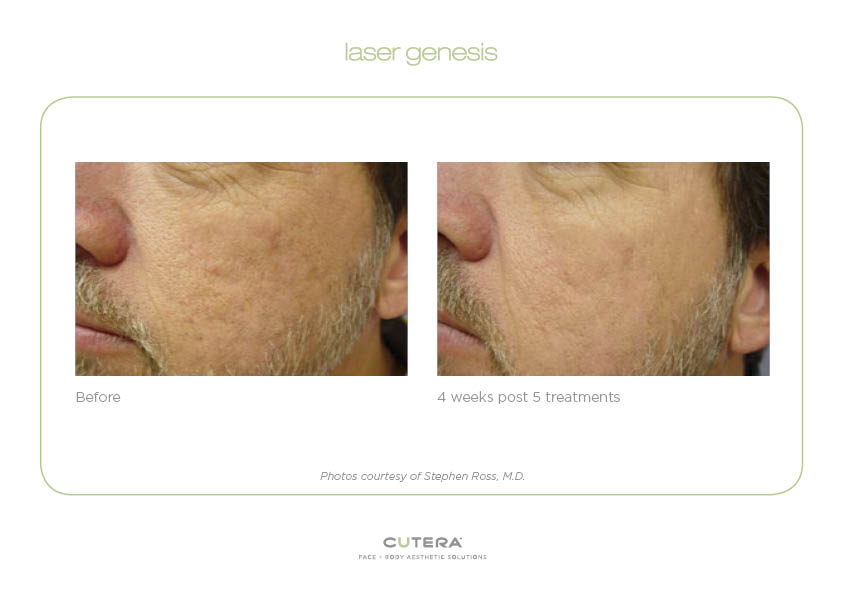 laser genesis
Before
4 weeks post 5 treatments
Photos courtesy of Stephen Ross, M.D.
CUTERA
FACE + BODY AESTHETIC SOLUTIONS